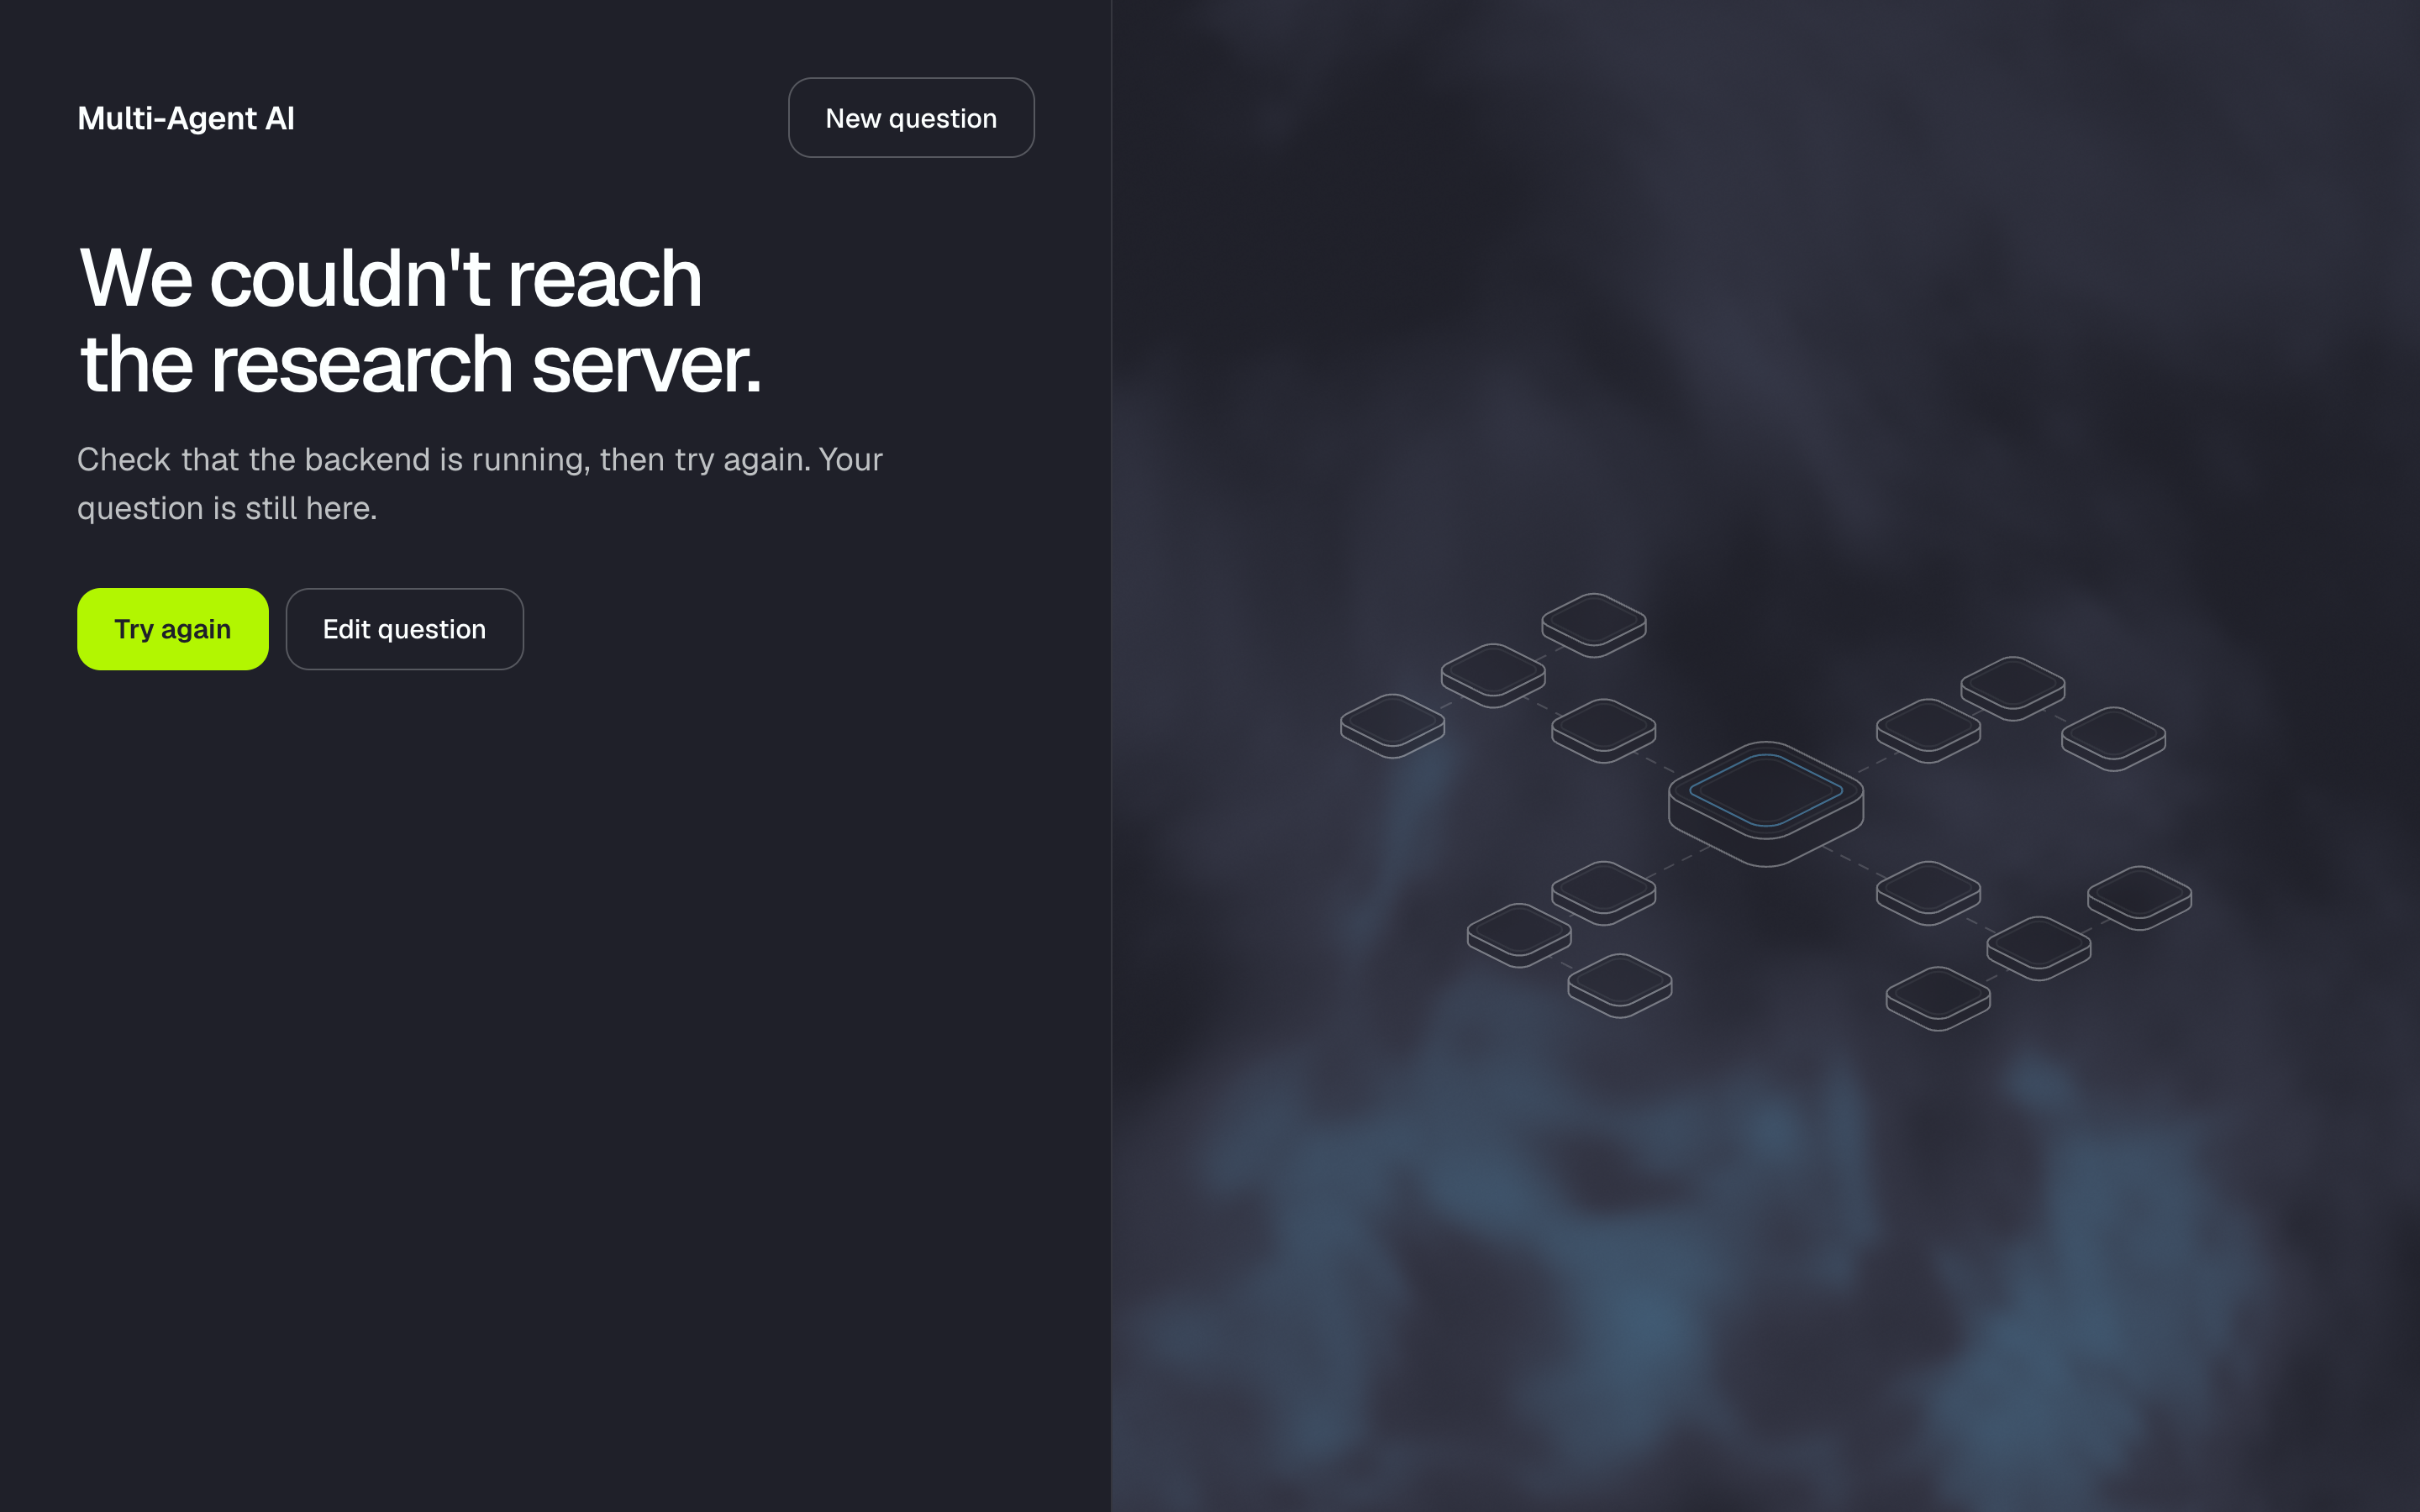 Multi-Agent AI
New question
We couldn't reach
the research server.
Check that the backend is running, then try again. Your
question is still here.
Try again
Edit question